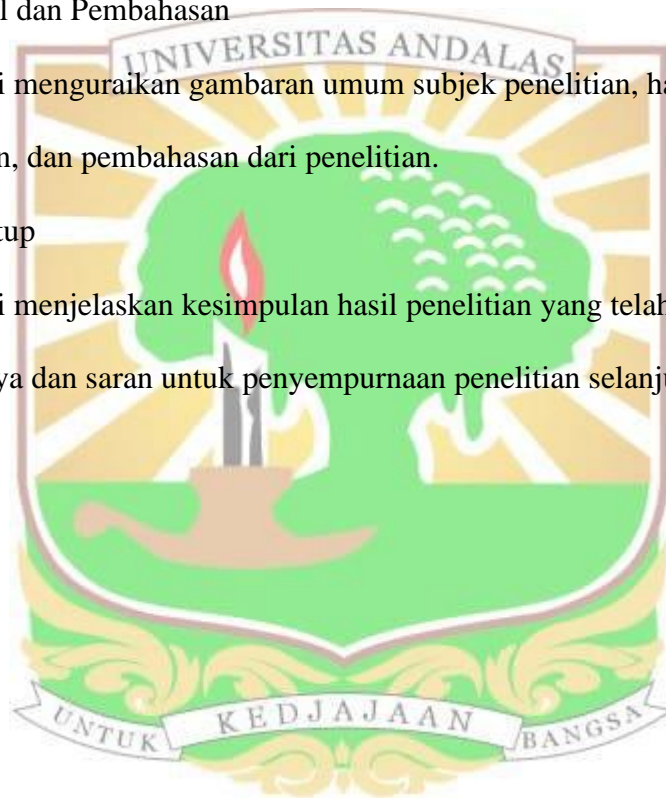 l dan Pembahasan
UNIVERSITAS ANDALAS
i menguraikan gambaran umum subjek penelitian, ha
n, dan pembahasan dari penelitian.
tup
i menjelaskan kesimpulan hasil penelitian yang telah
ya dan saran untuk penyempurnaan penelitian selanju
UNTUK KEDJAJAAN BANGSA